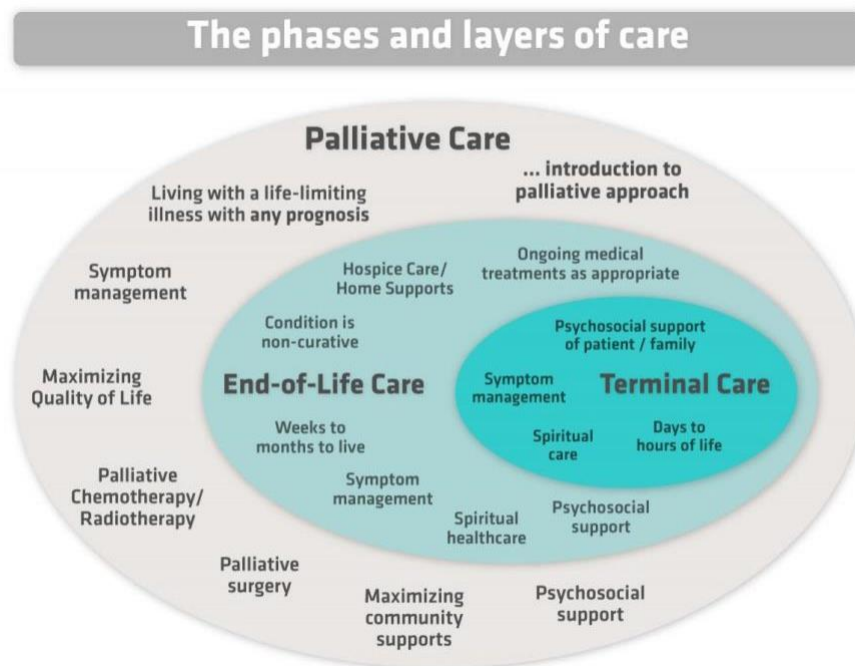 The phases and layers of care
Palliative Care
... introduction to
palliative approach
Living with a life-limiting
illness with any prognosis
Symptom
management
Maximizing
Quality of Life
Palliative
Chemotherapy/
Radiotherapy
Palliative
surgery
Maximizing
community
supports
Psychosocial
support
Hospice Care/
Home Supports
Ongoing medical
treatments as appropriate
Condition is
non-curative
End-of-Life Care
Weeks to
months to live
Symptom
management
Spiritual
healthcare
Psychosocial
support
Psychosocial support
of patient / family
Symptom
management
Terminal Care
Spiritual
care
Days to
hours of life